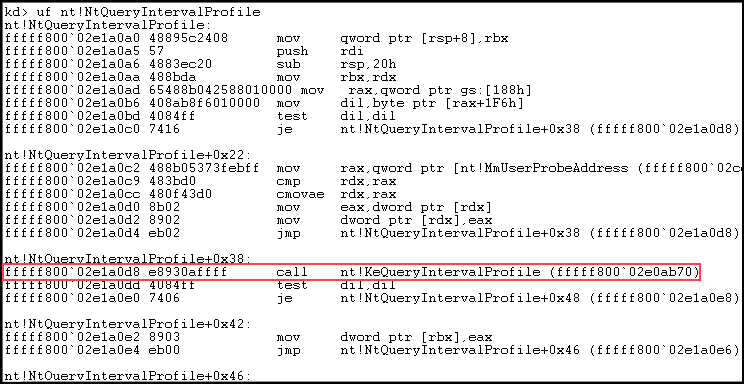 kd> uf nt!NtQueryIntervalProfile
nt!NtQueryIntervalProfile:
fffff800`02e1a0a0 48895c2408 mov qword ptr [rsp+8],rbx
fffff800`02e1a0a5 57 push rdi
fffff800`02e1a0a6 4883ec20 sub rsp,20h
fffff800`02e1a0aa 488bda mov rbx,rdx
fffff800`02e1a0ad 65488b042588010000 mov rax,qword ptr gs:[188h]
fffff800`02e1a0b6 408ab8f6010000 mov dil,byte ptr [rax+1F6h]
fffff800`02e1a0bd 4084ff test dil,dil
fffff800`02e1a0c0 7416 je nt!NtQueryIntervalProfile+0x38 (fffff800`02e1a0d8)
nt!NtQueryIntervalProfile+0x22:
fffff800`02e1a0c2 488b05373febff mov rax,qword ptr [nt!MmUserProbeAddress (fffff800`02c
fffff800`02e1a0c9 483bd0 cmp rdx,rax
fffff800`02e1a0cc 480f43d0 cmovae rdx,rax
fffff800`02e1a0d0 8b02 mov eax,dword ptr [rdx]
fffff800`02e1a0d2 8902 mov dword ptr [rdx],eax
fffff800`02e1a0d4 eb02 jmp nt!NtQueryIntervalProfile+0x38 (fffff800`02e1a0d8)
nt!NtQueryIntervalProfile+0x38:
fffff800`02e1a0d8 e8930affff call nt!KeQueryIntervalProfile (fffff800`02e0ab70)
fffff800`02e1a0dd 4084ff test dil,dil
fffff800`02e1a0e0 7406 je nt!NtQueryIntervalProfile+0x48 (fffff800`02e1a0e8)
nt!NtQueryIntervalProfile+0x42:
fffff800`02e1a0e2 8903 mov dword ptr [rbx],eax
fffff800`02e1a0e4 eb00 jmp nt!NtQueryIntervalProfile+0x46 (fffff800`02e1a0e6)
nt!NtQueryIntervalProfile+0x46: